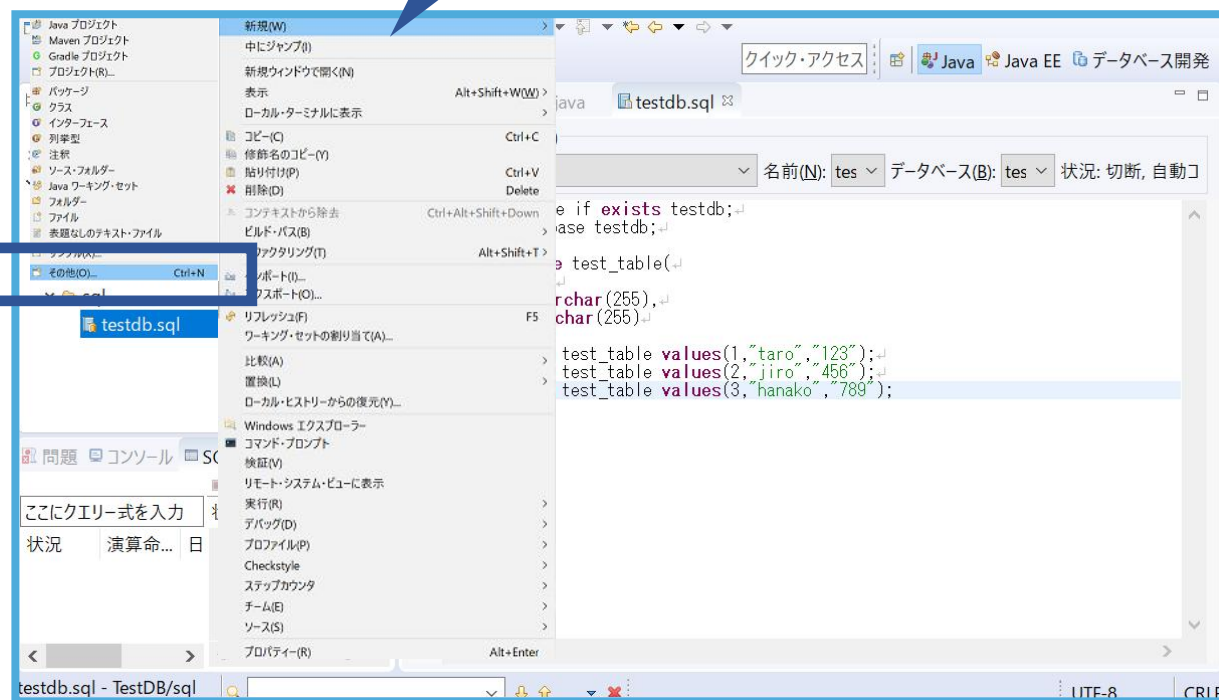 Java プロジェクト
Maven プロジェクト
Gradle プロジェクト
プロジェクト(R)...
パッケージ
クラス
インターフェース
列挙型
注釈
ソース・フォルダー
Java ワーキング・セット
フォルダー
ファイル
表題なしのテキスト・ファイル
その他(O)... Ctrl+N
sql
testdb.sql
新規(W)
中にジャンプ(I)
新規ウィンドウで開く(N)
表示 Alt+Shift+W(W)
ローカル・ターミナルに表示
コピー(C) Ctrl+C
修飾名のコピー(Y)
貼り付け(P) Ctrl+V
削除(D) Delete
コンテキストから除去 Ctrl+Alt+Shift+Down
ビルド・パス(B)
ファクタリング(T) Alt+Shift+T
ンポート(I)...
クスポート(O)...
リフレッシュ(F) F5
ワーキング・セットの割り当て(A)...
比較(A)
置換(L)
ローカル・ヒストリーからの復元(Y)...
Windows エクスプローラー
コマンド・プロンプト
検証(V)
リモート・システム・ビューに表示
実行(R)
デバッグ(D)
プロファイル(P)
Checkstyle
ステップカウンタ
チーム(E)
ソース(S)
プロパティー(R) Alt+Enter
クイック・アクセス Java Java EE データベース開発
java testdb.sql
名前(N): tes データベース(B): tes 状況: 切断, 自動コ
e if exists testdb;
ase testdb;
e test_table(
rchar(255),
char(255)
test_table values(1,"taro","123");
test_table values(2,"jiro","456");
test_table values(3,"hanako","789");
問題 コンソール SQ
ここにクエリー式を入力
状況 演算命... 日
testdb.sql - TestDB/sql
UTF-8 CRLF